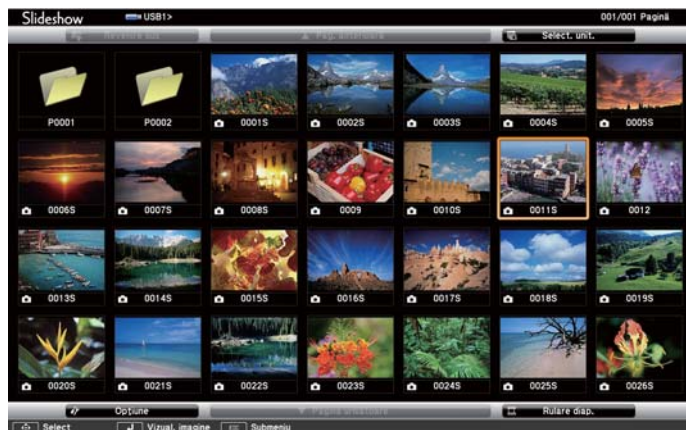 Slideshow USB1> 001/001 Pagină
Revenire sus Pag. anterioară Select. unit.
P0001 P0002 0001S 0002S 0003S 0004S 0005S
0006S 0007S 0008S 0009 0010S 0011S 0012
0013S 0014S 0015S 0016S 0017S 0018S 0019S
0020S 0021S 0022S 0023S 0024S 0025S 0026S
Opţiune Pagina următoare Rulare diap.
Select Vizual. imagine Submeniu